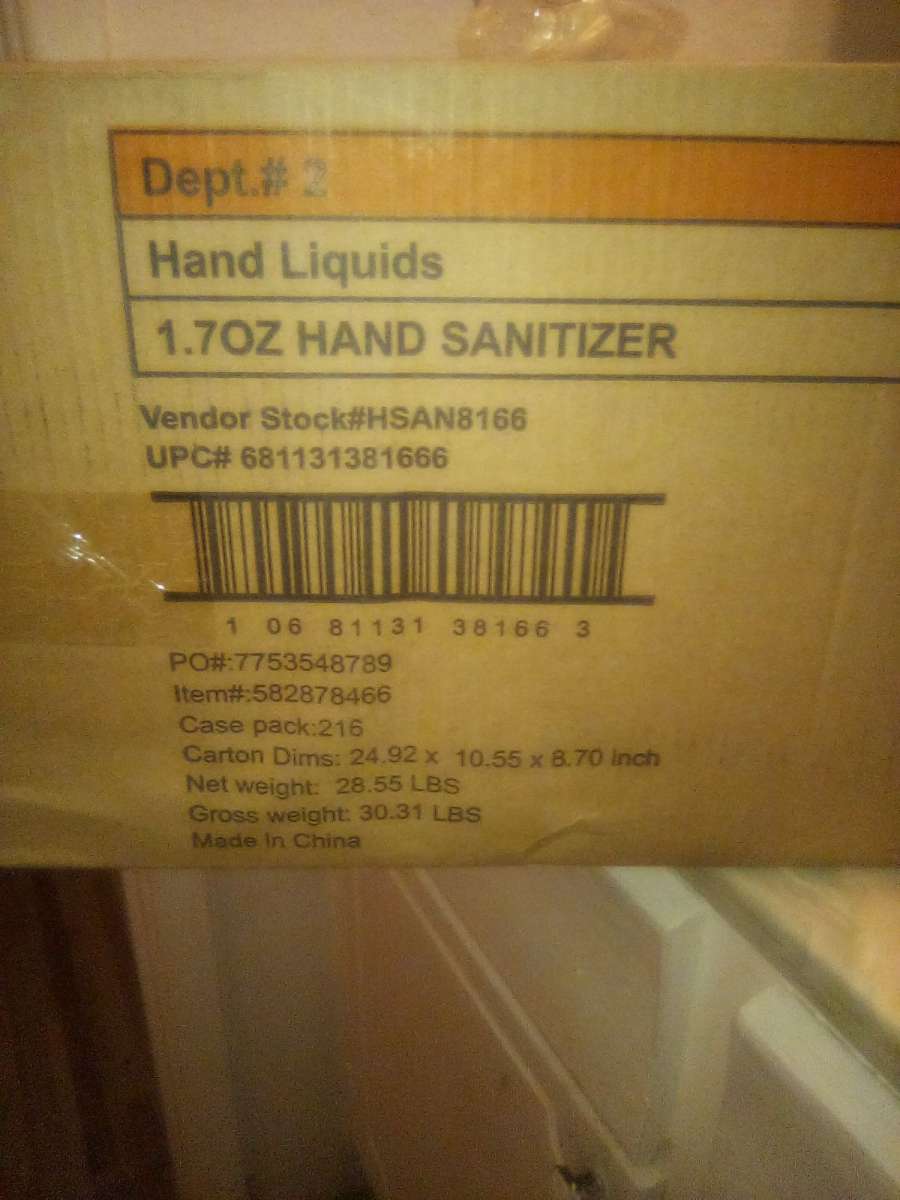 Dept.# 2
Hand Liquids
1.7OZ HAND SANITIZER
Vendor Stock#HSAN8166
UPC# 681131381666
1 06 81131 38166 3
PO#:7753548789
Item#:582878466
Case pack:216
Carton Dims: 24.92 x 10.55 x 8.70 Inch
Net weight: 28.55 LBS
Gross weight: 30.31 LBS
Made In China